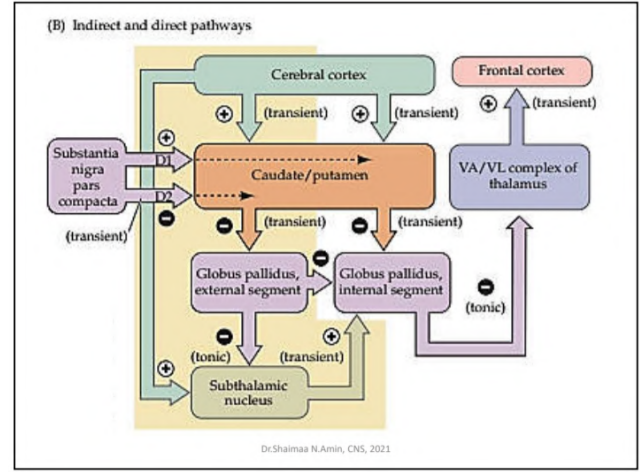 (B) Indirect and direct pathways
Cerebral cortex
Frontal cortex
+ (transient)
+ (transient)
+ (transient)
Substantia
nigra
pars
compacta
+
D1
D2
−
(transient)
Caudate/putamen
VA/VL complex of
thalamus
− (transient)
− (transient)
Globus pallidus,
external segment
−
Globus pallidus,
internal segment
−
(tonic)
−
(tonic)
+
(transient)
+
Subthalamic
nucleus
Dr.Shaimaa N.Amin, CNS, 2021